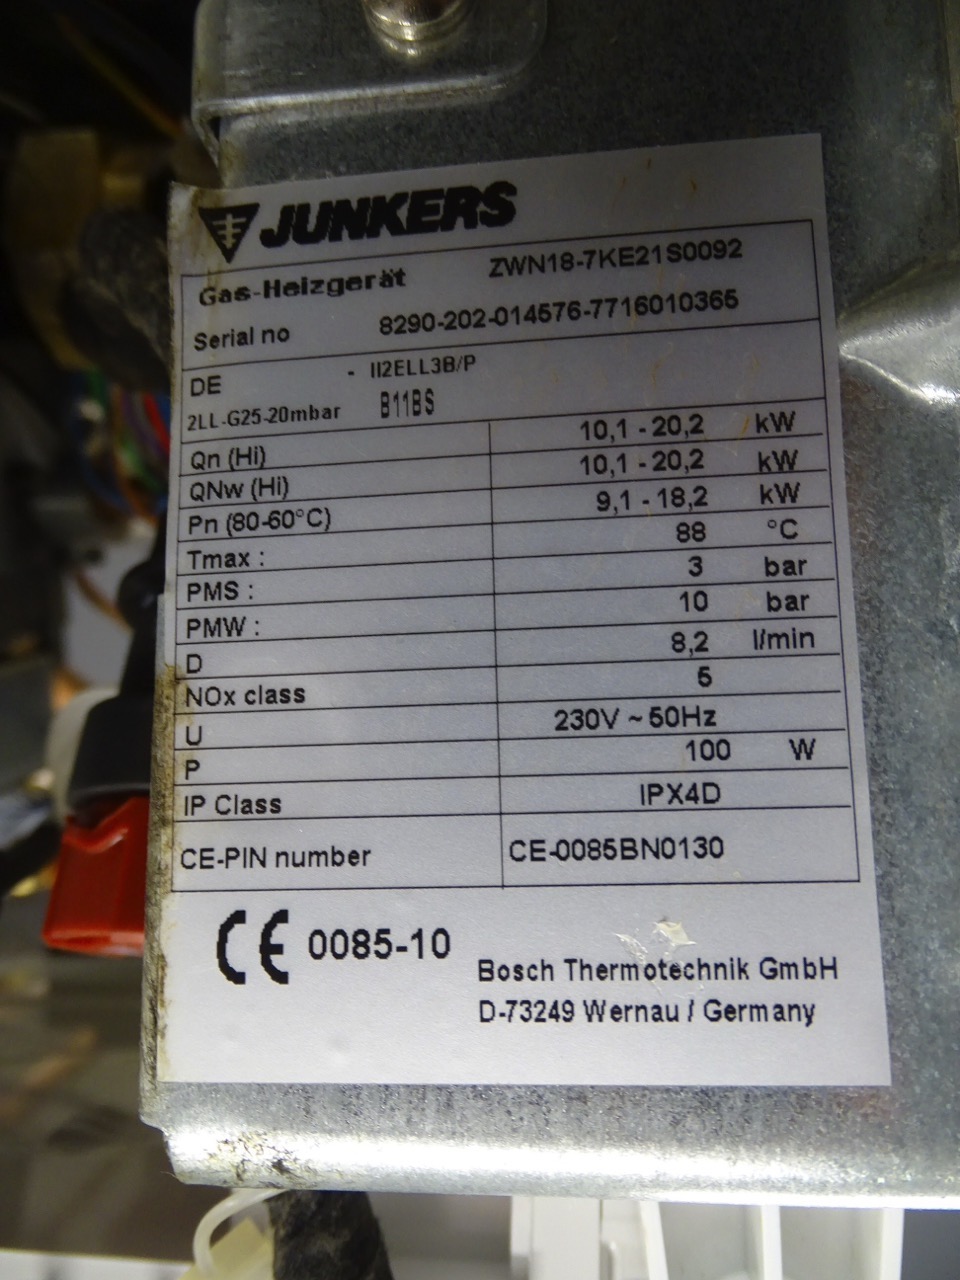 JUNKERS
Gas-Heizgerät ZWN18-7KE21S0092
Serial no 8290-202-014576-7716010365
DE - II2ELL3B/P
2LL-G25-20mbar B11BS
Qn (Hi) 10,1 - 20,2 kW
QNw (Hi) 10,1 - 20,2 kW
Pn (80-60°C) 9,1 - 18,2 kW
Tmax : 88 °C
PMS : 3 bar
PMW : 10 bar
D 8,2 l/min
NOx class 5
U 230V ~ 50Hz
P 100 W
IP Class IPX4D
CE-PIN number CE-0085BN0130
CE 0085-10
Bosch Thermotechnik GmbH
D-73249 Wernau / Germany